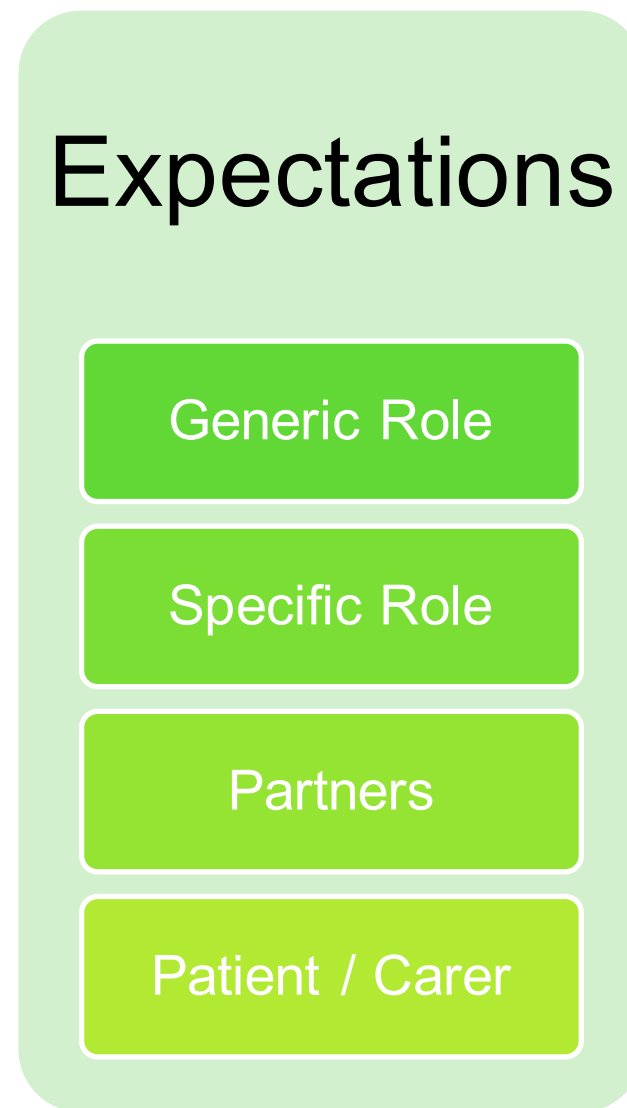 Expectations
Generic Role
Specific Role
Partners
Patient / Carer